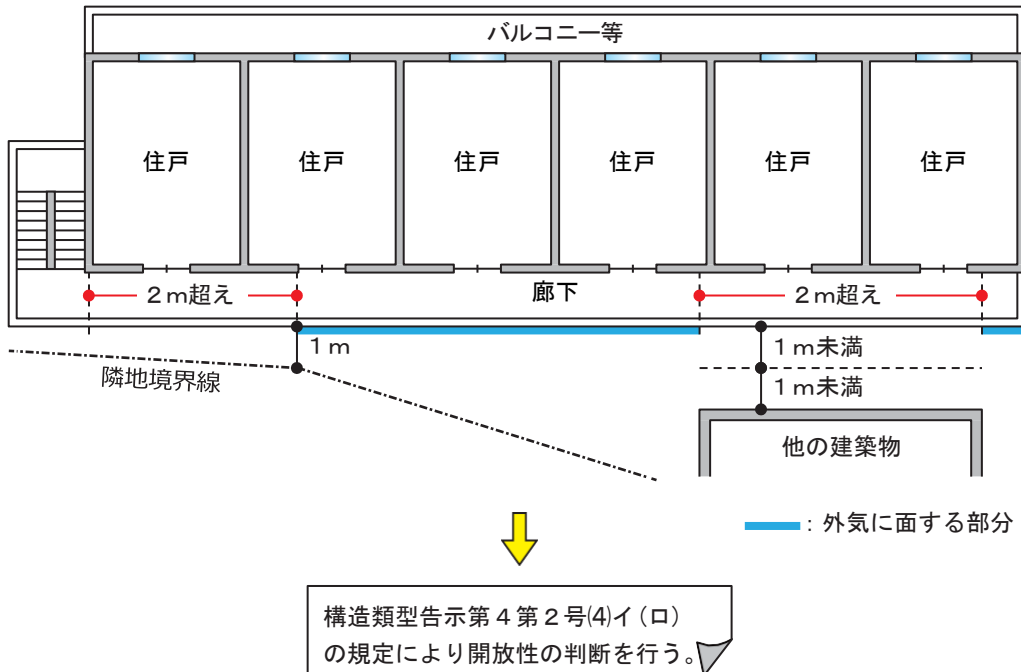 バルコニー等
住戸
住戸
住戸
住戸
住戸
住戸
2m超え
廊下
2m超え
1m
1m未満
隣地境界線
1m未満
他の建築物
：外気に面する部分
構造類型告示第4第2号⑷イ（ロ）
の規定により開放性の判断を行う。